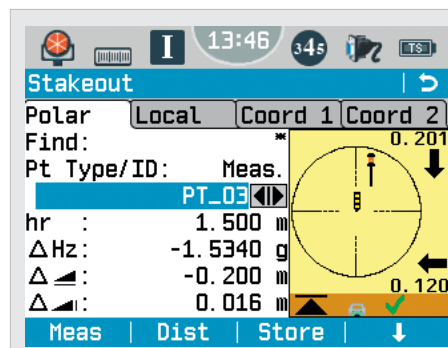 I 13:46 345 TS
Stakeout
Polar Local Coord 1 Coord 2
Find: *
Pt Type/ID: Meas.
PT_03
hr : 1.500 m
ΔHz: -1.5340 g
Δ◢: -0.200 m
Δ◢: 0.016 m
0.201
0.120
Meas Dist Store